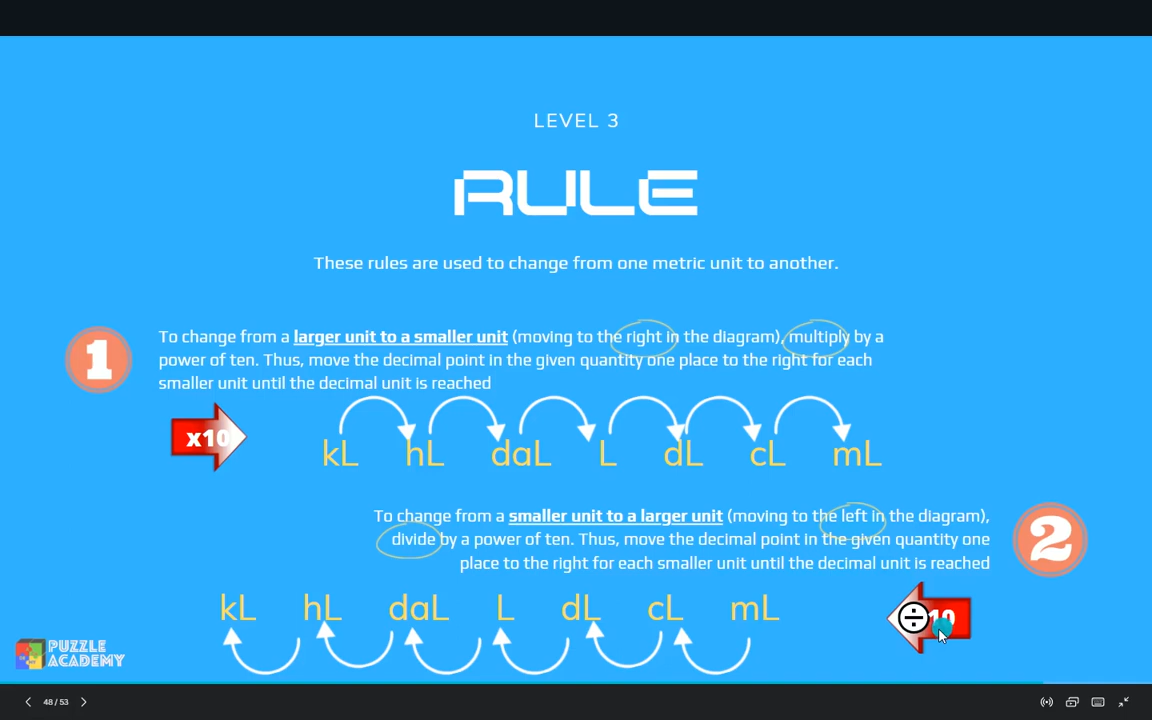 LEVEL 3
RULE
These rules are used to change from one metric unit to another.
1
To change from a larger unit to a smaller unit (moving to the right in the diagram), multiply by a
power of ten. Thus, move the decimal point in the given quantity one place to the right for each
smaller unit until the decimal unit is reached
x10
kL hL daL L dL cL mL
To change from a smaller unit to a larger unit (moving to the left in the diagram),
divide by a power of ten. Thus, move the decimal point in the given quantity one
place to the right for each smaller unit until the decimal unit is reached
2
kL hL daL L dL cL mL
÷10
PUZZLE
ACADEMY
48 / 53